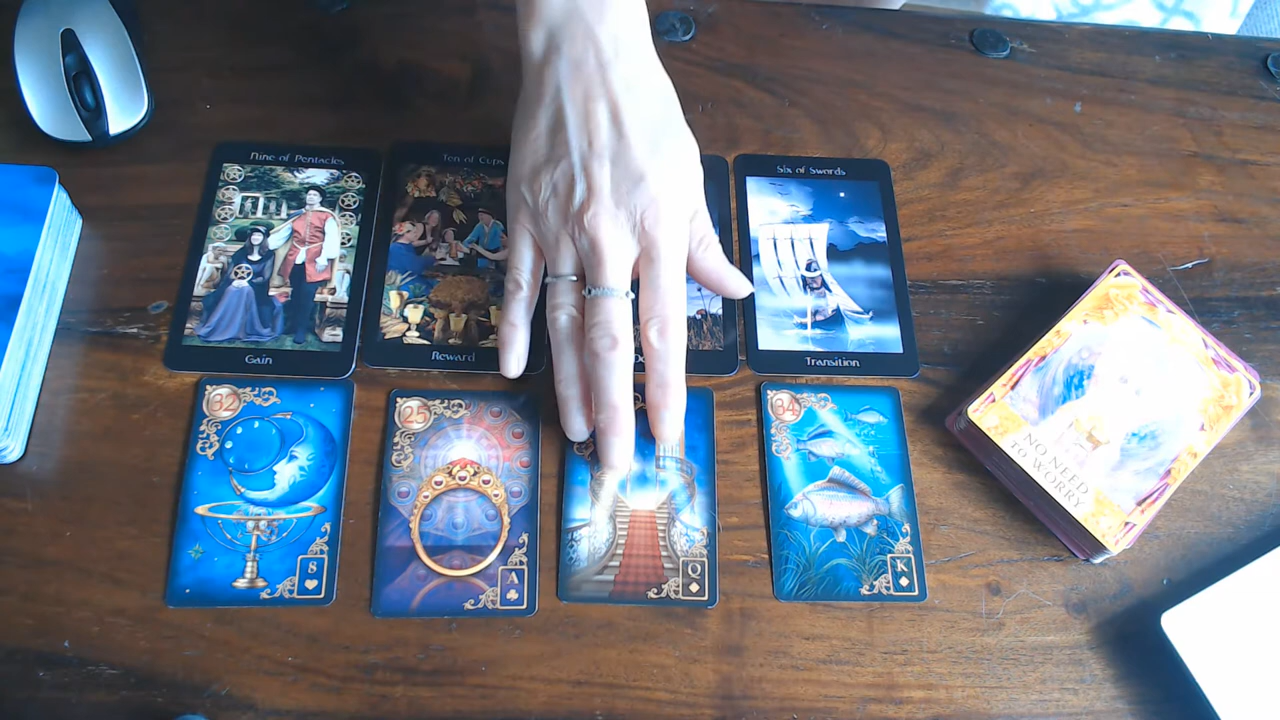 Nine of Pentacles
Ten of Cups
Six of Swords
Gain
Reward
Transition
32
25
34
8
A
Q
K
NO NEED
TO WORRY